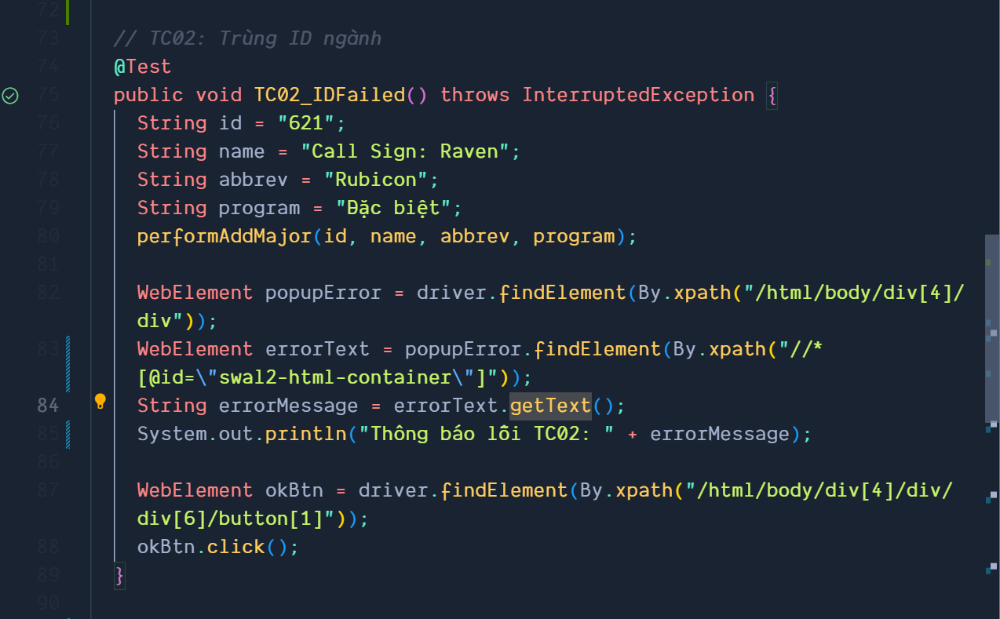 72
73 // TC02: Trùng ID ngành
74 @Test
75 public void TC02_IDFailed() throws InterruptedException {
76 String id = "621";
77 String name = "Call Sign: Raven";
78 String abbrev = "Rubicon";
79 String program = "Đặc biệt";
80 performAddMajor(id, name, abbrev, program);
81
82 WebElement popupError = driver.findElement(By.xpath("/html/body/div[4]/
div"));
83 WebElement errorText = popupError.findElement(By.xpath("//*
[@id=\"swal2-html-container\"]"));
84 String errorMessage = errorText.getText();
85 System.out.println("Thông báo lỗi TC02: " + errorMessage);
86
87 WebElement okBtn = driver.findElement(By.xpath("/html/body/div[4]/div/
div[6]/button[1]"));
88 okBtn.click();
89 }
90